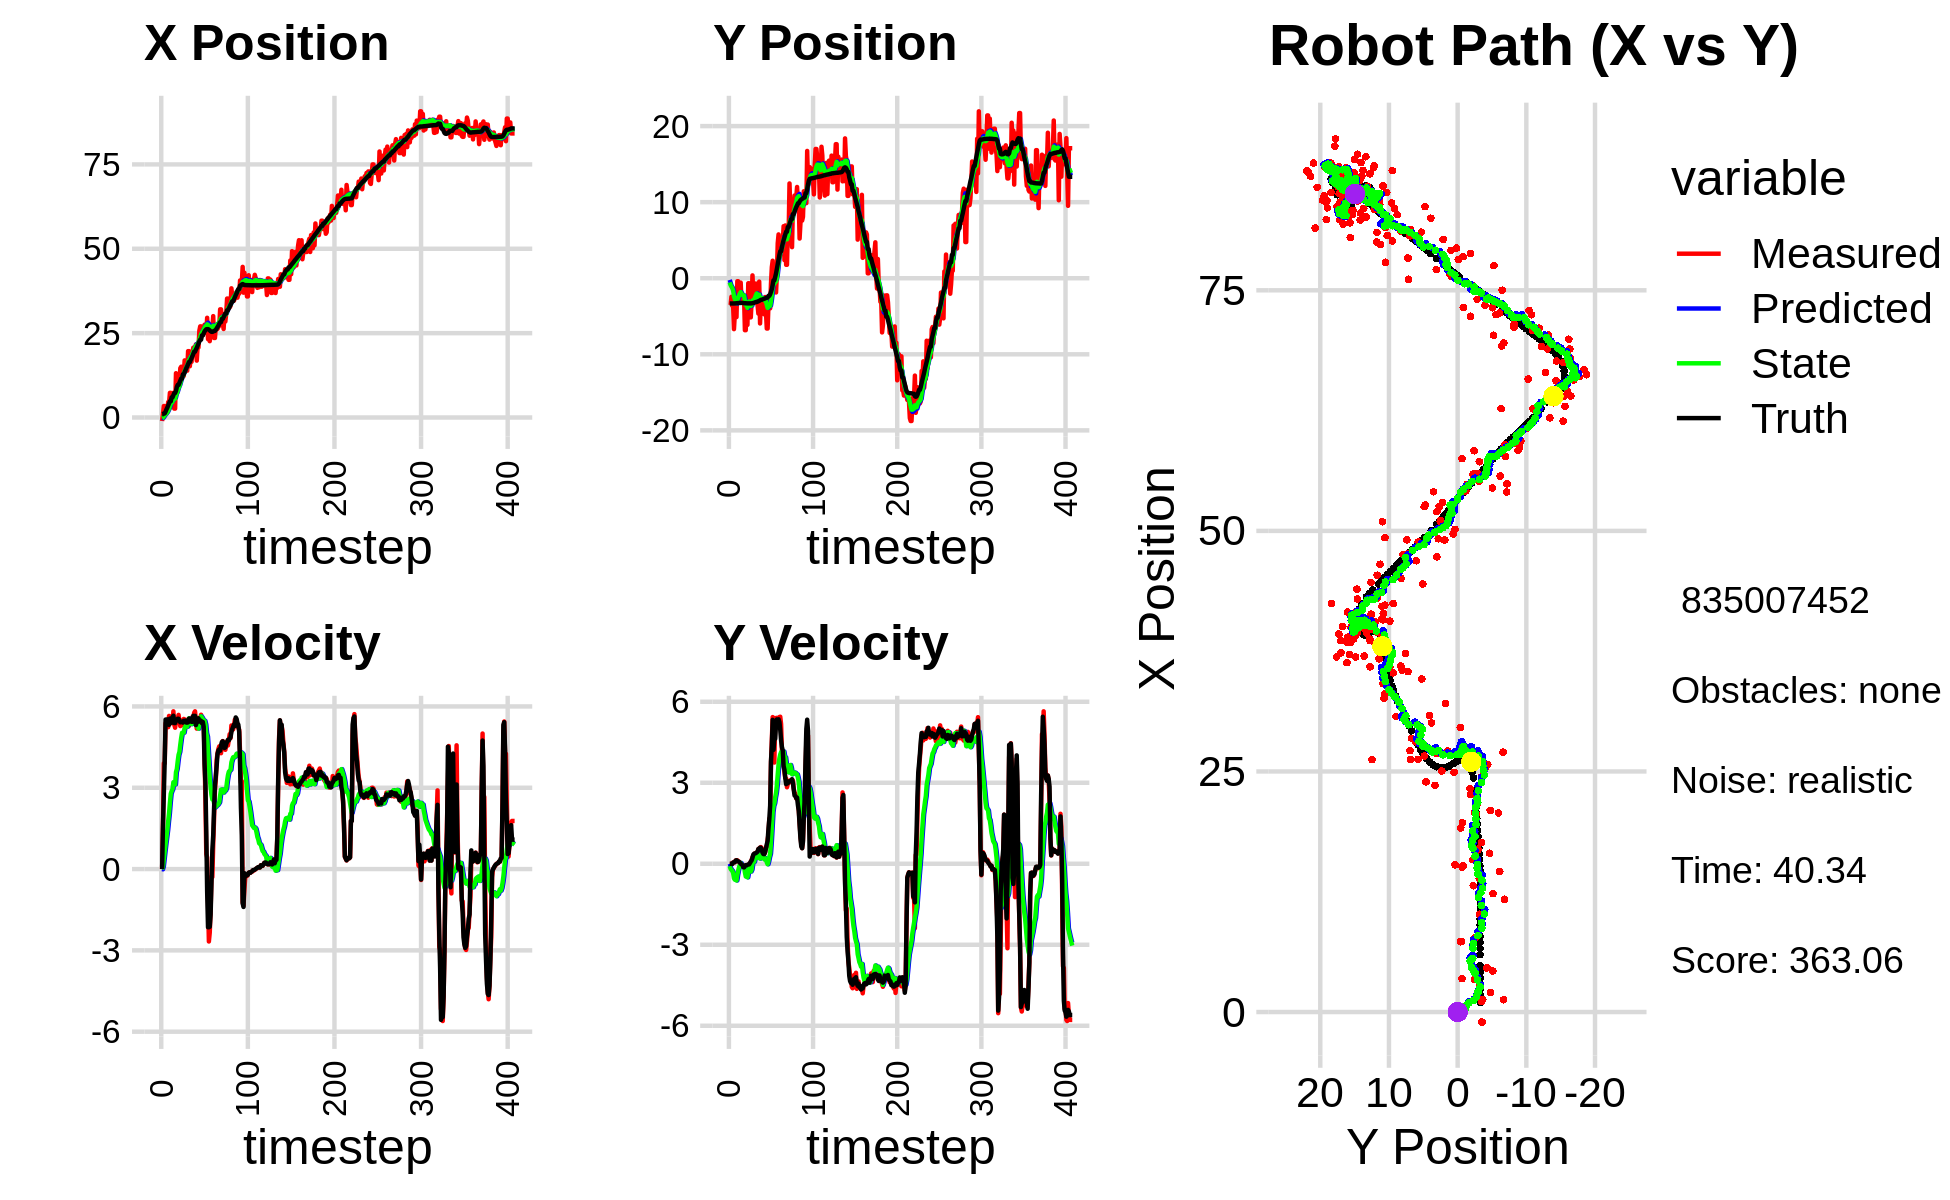 X Position
75
50
25
0
0
100
200
300
400
timestep
Y Position
20
10
0
-10
-20
0
100
200
300
400
timestep
X Velocity
6
3
0
-3
-6
0
100
200
300
400
timestep
Y Velocity
6
3
0
-3
-6
0
100
200
300
400
timestep
Robot Path (X vs Y)
X Position
75
50
25
0
20
10
0
-10
-20
Y Position
variable
Measured
Predicted
State
Truth
835007452
Obstacles: none
Noise: realistic
Time: 40.34
Score: 363.06